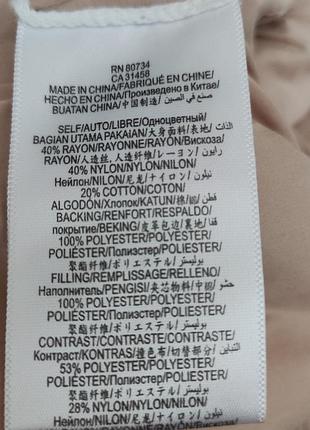 RN 80734
CA 31458
MADE IN CHINA/FABRIQUÉ EN CHINE/
HECHO EN CHINA/Произведено в Китае/
BUATAN CHINA/中国制造/ صنع في الصين
SELF/AUTO/LIBRE/Одноцветный/
BAGIAN UTAMA PAKAIAN/大身面料/表地/ الذات
40% RAYON/RAYONNE/RAYÓN/Вискоза/
RAYON/人造丝, 人造纤维/レーヨン/ رايون
40% NYLON/NYLON/NILON/
Нейлон/NILON/尼龙/ナイロン/ نايلون
20% COTTON/COTON/
ALGODÓN/Хлопок/KATUN/棉/綿/ قطن
BACKING/RENFORT/RESPALDO/
покрытие/BEKING/皮革包边/裏地/ قفا
100% POLYESTER/POLYESTER/
POLIÉSTER/Полиэстер/POLIESTER/
聚酯纤维/ポリエステル/ بوليستر
FILLING/REMPLISSAGE/RELLENO/
Наполнитель/PENGISI/夹芯物料/ حشو
100% POLYESTER/POLYESTER/
POLIÉSTER/Полиэстер/POLIESTER/
聚酯纤维/ポリエステル/ بوليستر
CONTRAST/CONTRASTE/CONTRASTE/
Контраст/KONTRAS/撞色布/切替部分/ التباين
53% POLYESTER/POLYESTER/
POLIÉSTER/Полиэстер/POLIESTER/
聚酯纤维/ポリエステル/ بوليستر
28% NYLON/NYLON/NILON/
Нейлон/NILON/尼龙/ナイロン/ نايلون